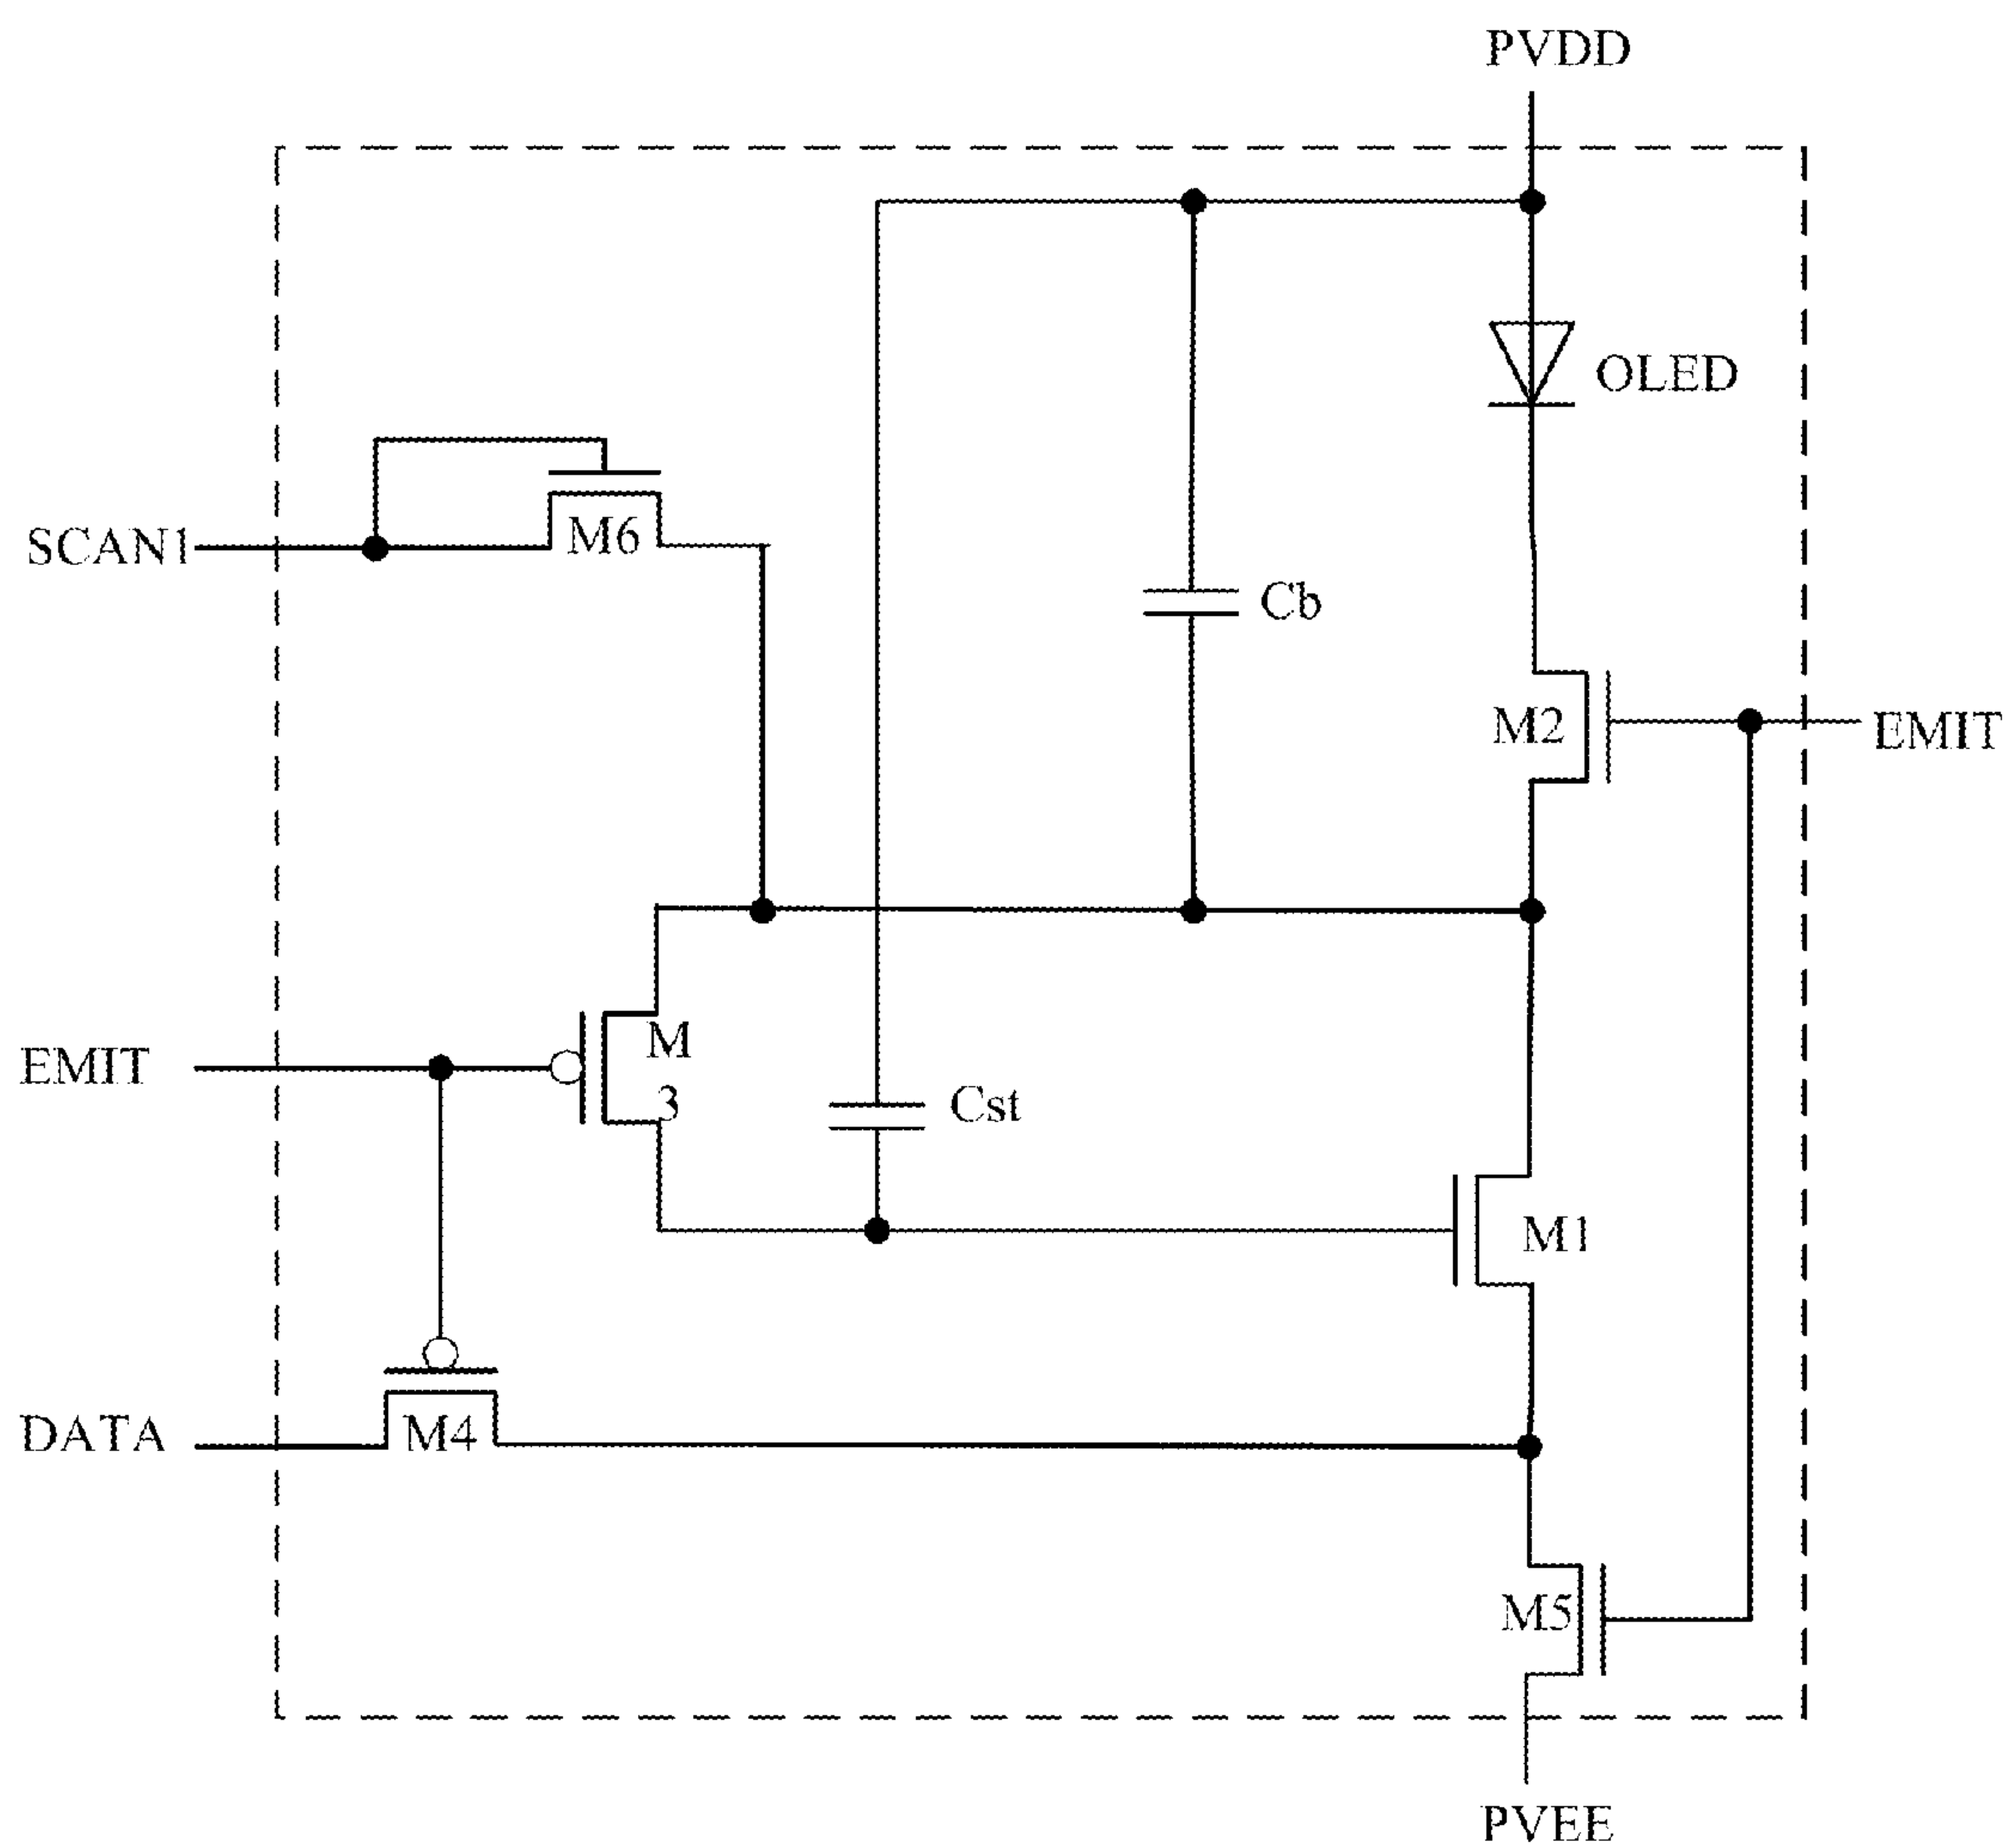 PVDD
OLED
SCAN1
M6
Cb
M2
EMIT
M
3
EMIT
Cst
M1
DATA
M4
M5
PVEE